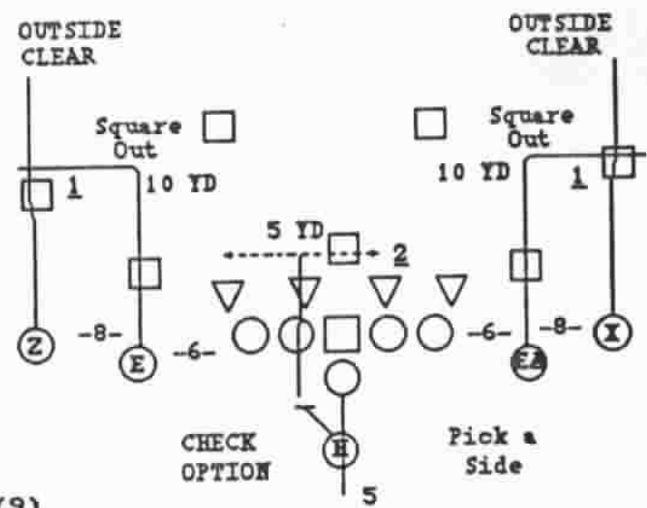 OUTSIDE
CLEAR
OUTSIDE
CLEAR
Square
Out
Square
Out
1
10 YD
10 YD
1
5 YD
2
Z
-8-
E
-6-
-6-
EA
-8-
X
H
CHECK
OPTION
Pick a
Side
5